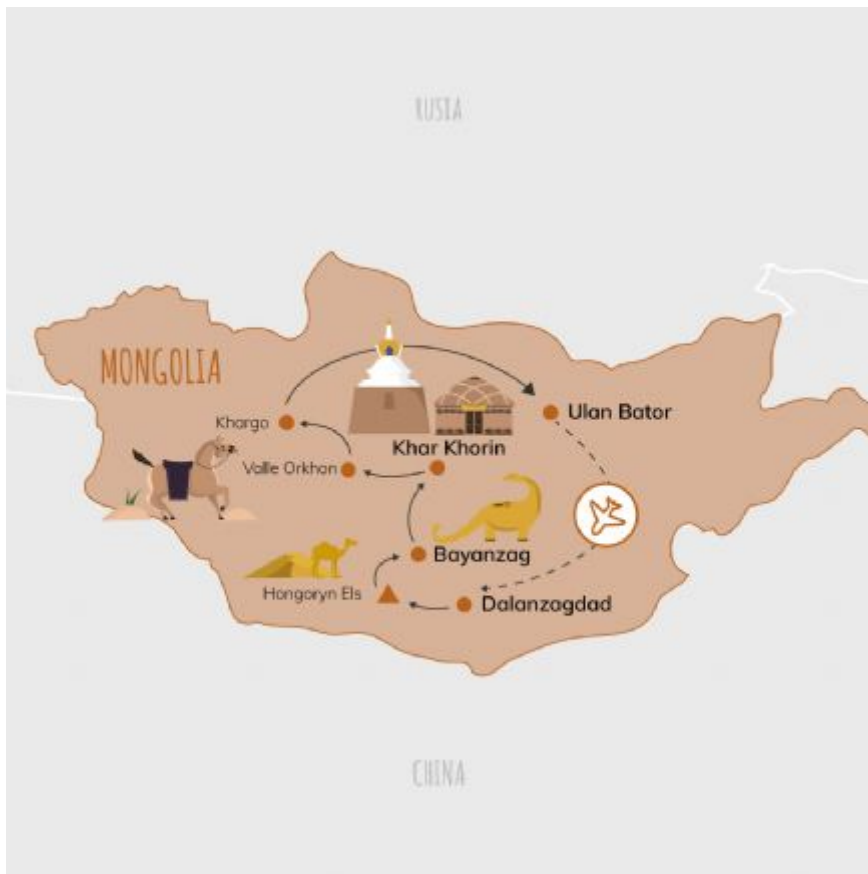 RUSIA
MONGOLIA
Khargo
Ulan Bator
Khar Khorin
Valle Orkhon
Bayanzag
Hongoryn Els
Dalanzagdad
CHINA